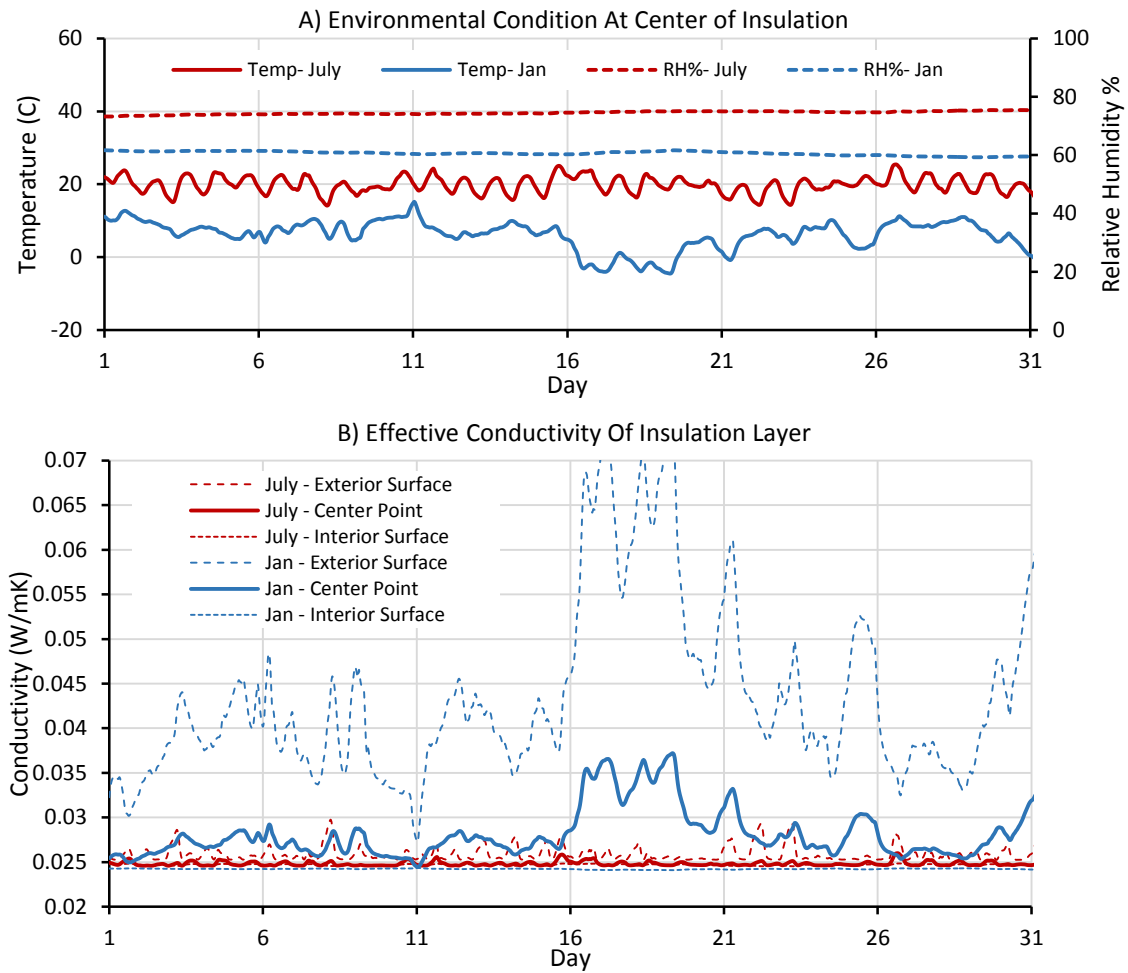 A) Environmental Condition At Center of Insulation
Temp- July Temp- Jan RH%- July RH%- Jan
Temperature (C)
60
40
20
0
-20
Relative Humidity %
100
80
60
40
20
0
1 6 11 16 21 26 31
Day
B) Effective Conductivity Of Insulation Layer
July - Exterior Surface
July - Center Point
July - Interior Surface
Jan - Exterior Surface
Jan - Center Point
Jan - Interior Surface
Conductivity (W/mK)
0.07
0.065
0.06
0.055
0.05
0.045
0.04
0.035
0.03
0.025
0.02
1 6 11 16 21 26 31
Day